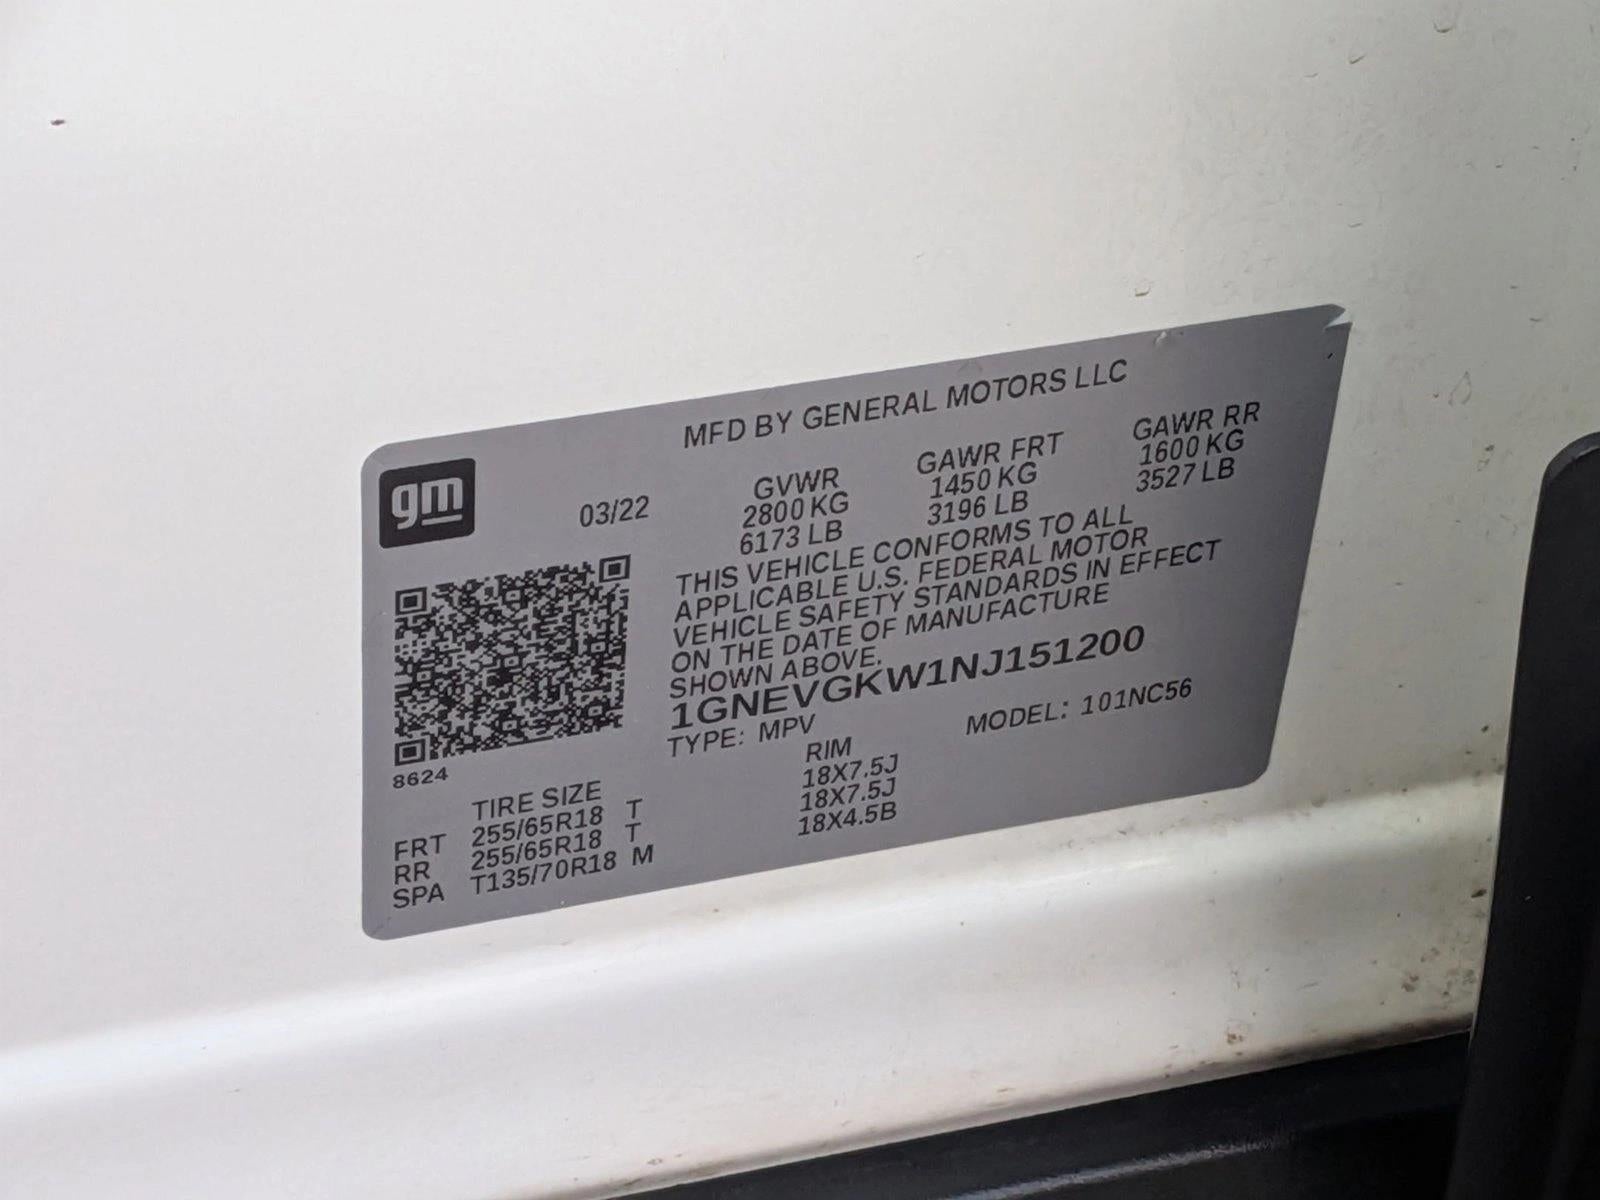 MFD BY GENERAL MOTORS LLC
gm
03/22
GVWR GAWR FRT GAWR RR
2800 KG 1450 KG 1600 KG
6173 LB 3196 LB 3527 LB
THIS VEHICLE CONFORMS TO ALL
APPLICABLE U.S. FEDERAL MOTOR
VEHICLE SAFETY STANDARDS IN EFFECT
ON THE DATE OF MANUFACTURE
SHOWN ABOVE.
1GNEVGKW1NJ151200
TYPE: MPV MODEL: 101NC56
8624
TIRE SIZE RIM
FRT 255/65R18 T 18X7.5J
RR 255/65R18 T 18X7.5J
SPA T135/70R18 M 18X4.5B